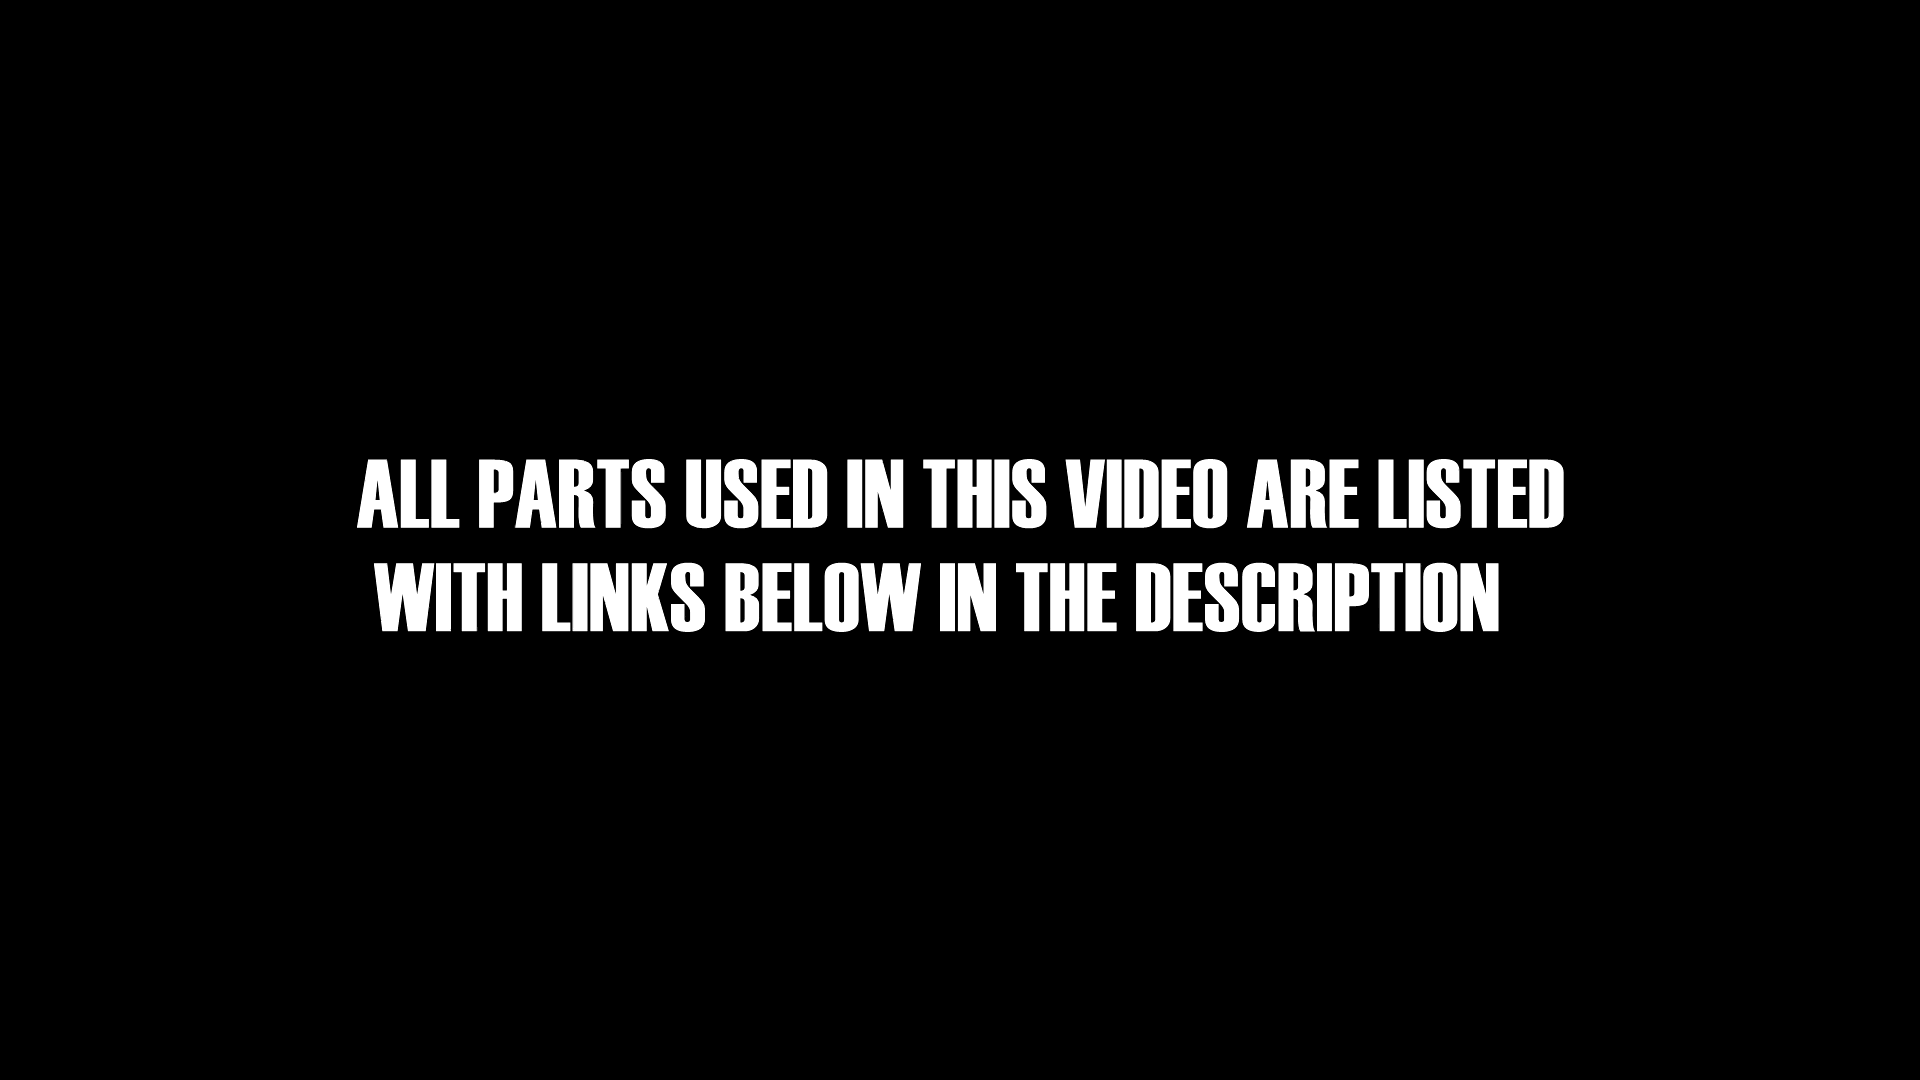 ALL PARTS USED IN THIS VIDEO ARE LISTED
WITH LINKS BELOW IN THE DESCRIPTION